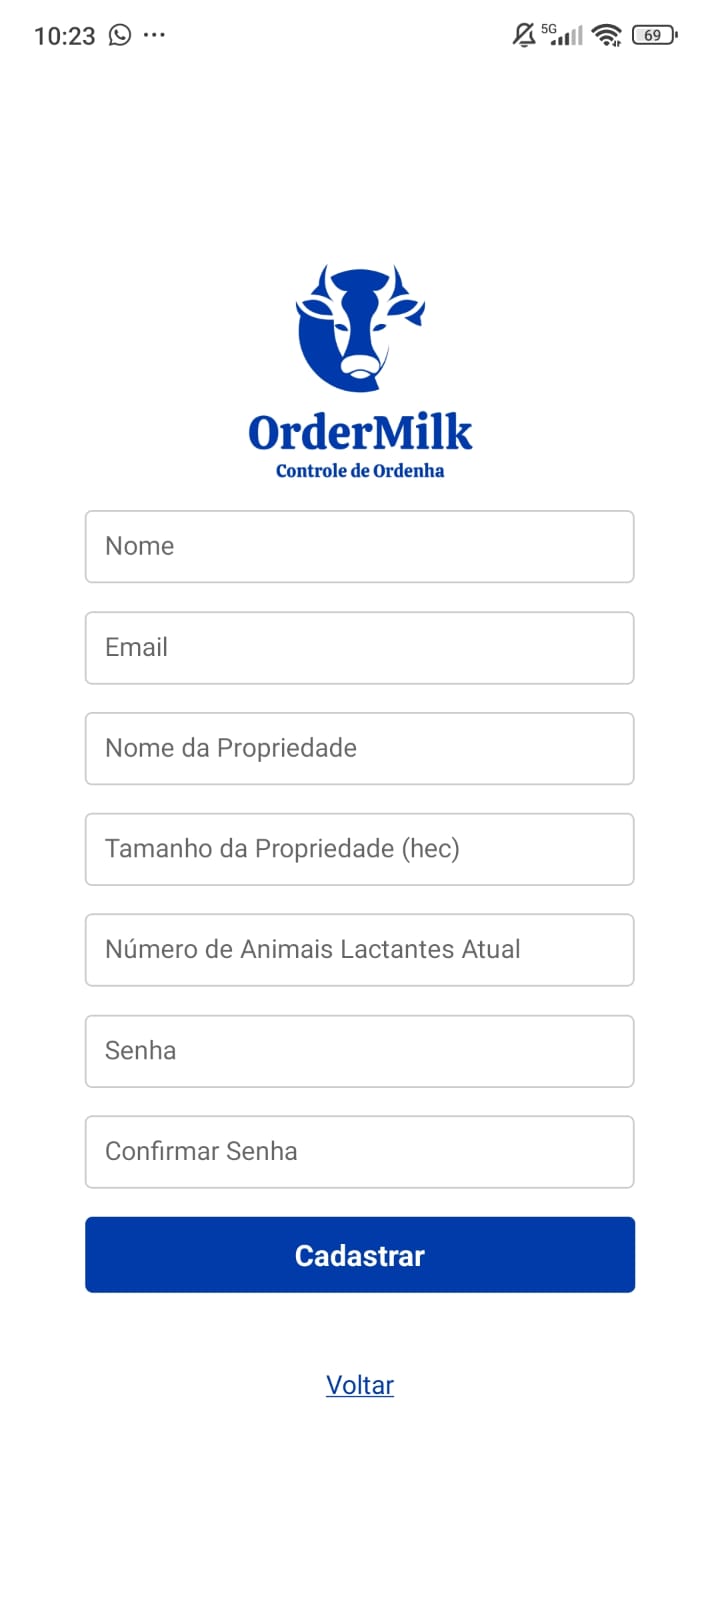 10:23
5G
69
OrderMilk
Controle de Ordenha
Nome
Email
Nome da Propriedade
Tamanho da Propriedade (hec)
Número de Animais Lactantes Atual
Senha
Confirmar Senha
Cadastrar
Voltar